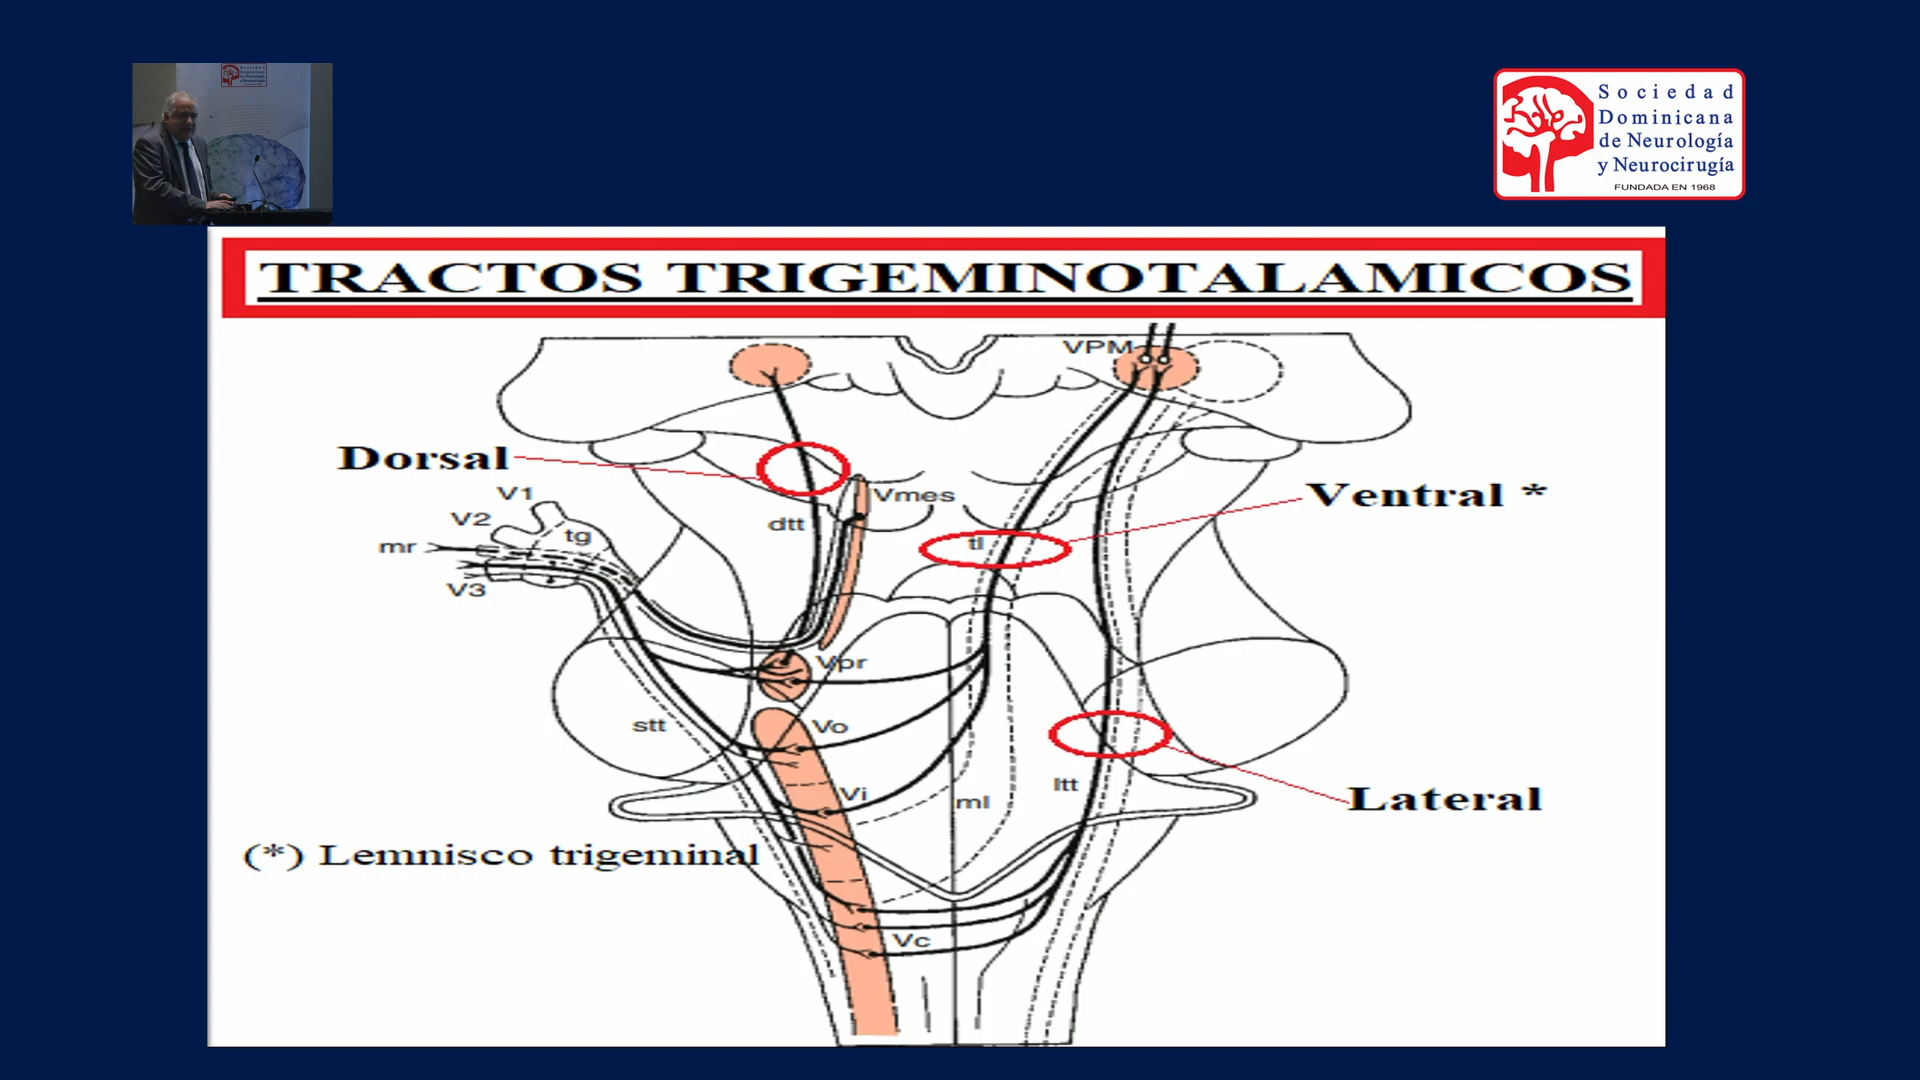 Sociedad
Dominicana
de Neurología
y Neurocirugía
FUNDADA EN 1968
TRACTOS TRIGEMINOTALAMICOS
VPM
Dorsal
V1
V2
tg
mr
V3
dtt
Vmes
tl
Ventral *
Vpr
stt
Vo
Vi
ml
ltt
Lateral
(*) Lemnisco trigeminal
Vc